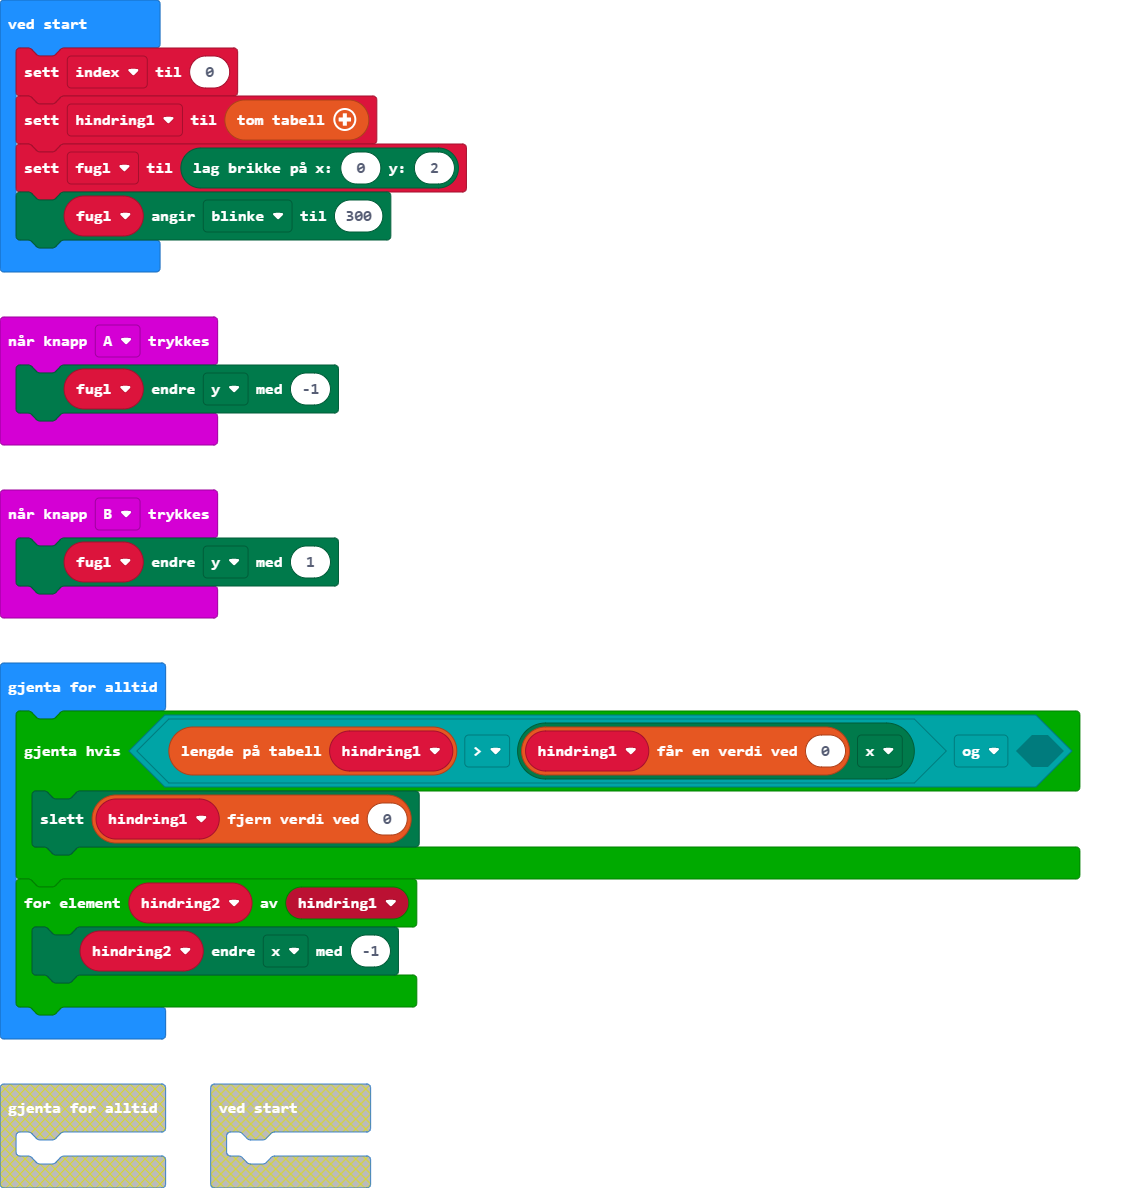 ved start
sett index til 0
sett hindring1 til tom tabell
sett fugl til lag brikke på x: 0 y: 2
fugl angir blinke til 300
når knapp A trykkes
fugl endre y med -1
når knapp B trykkes
fugl endre y med 1
gjenta for alltid
gjenta hvis lengde på tabell hindring1 > hindring1 får en verdi ved 0 x og
slett hindring1 fjern verdi ved 0
for element hindring2 av hindring1
hindring2 endre x med -1
gjenta for alltid
ved start